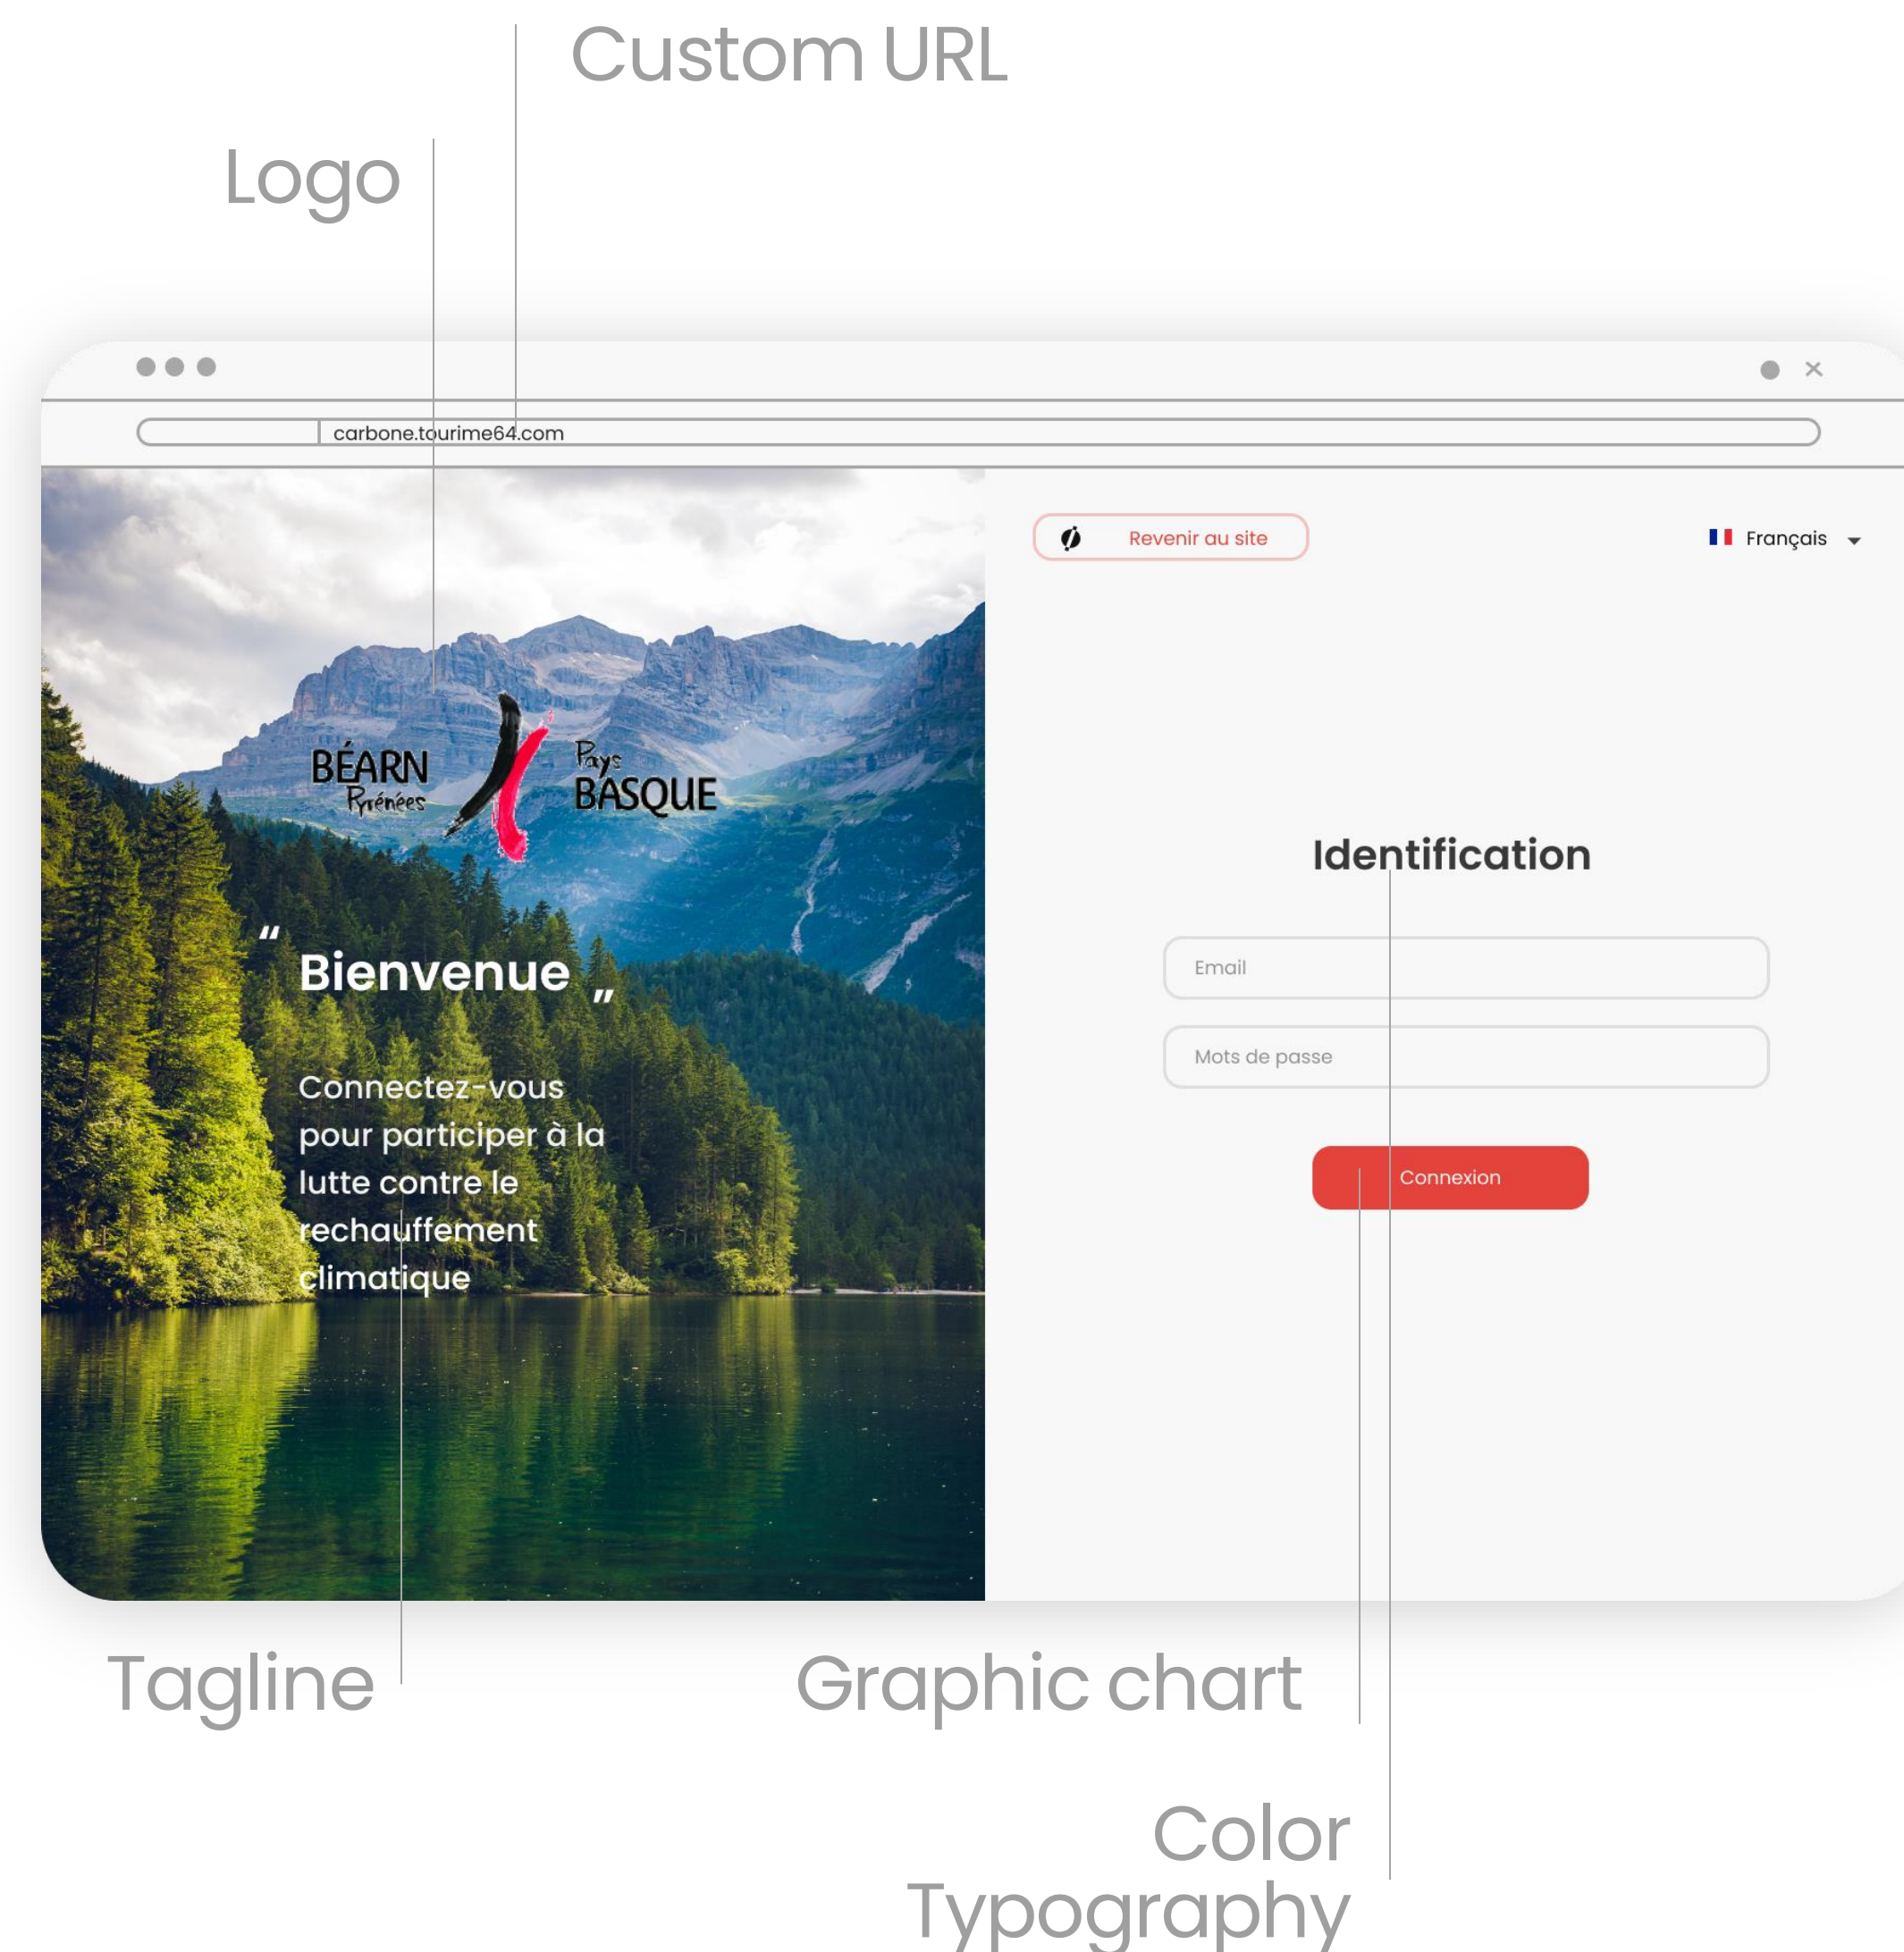 Custom URL
Logo
carbone.tourime64.com
Revenir au site
Français
BÉARN
Pyrénées
Pays
BASQUE
Identification
" Bienvenue "
Email
Mots de passe
Connectez-vous
pour participer à la
lutte contre le
rechauffement
climatique
Connexion
Tagline
Graphic chart
Color
Typography